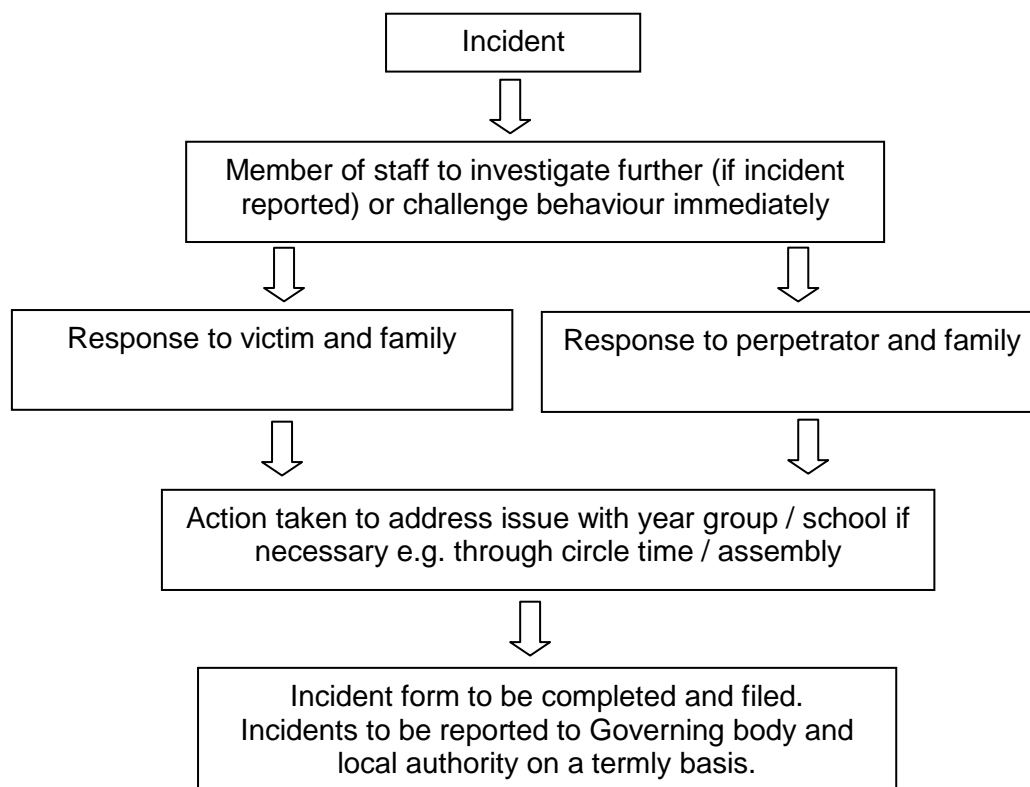 Incident
Member of staff to investigate further (if incident
reported) or challenge behaviour immediately
Response to victim and family
Response to perpetrator and family
Action taken to address issue with year group / school if
necessary e.g. through circle time / assembly
Incident form to be completed and filed.
Incidents to be reported to Governing body and
local authority on a termly basis.